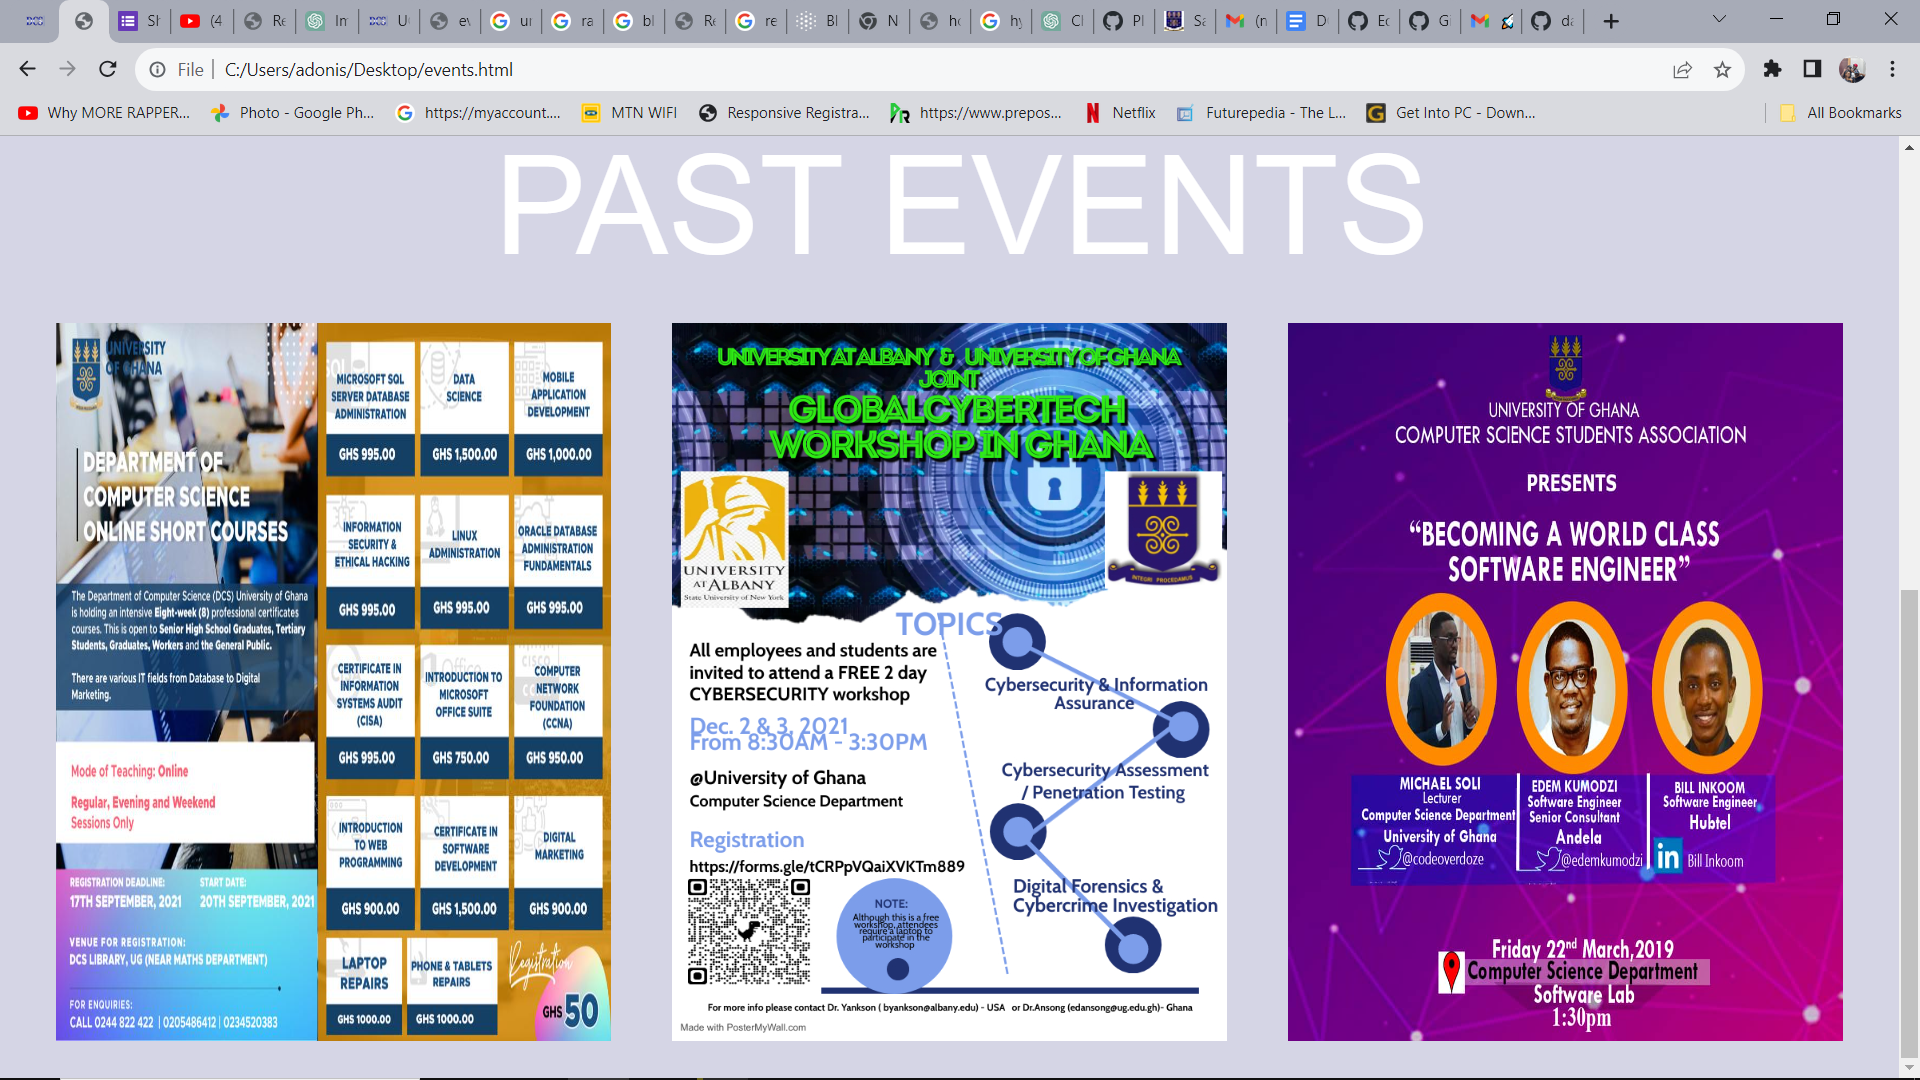 File
C:/Users/adonis/Desktop/events.html
Why MORE RAPPER...
Photo - Google Ph...
https://myaccount....
MTN WIFI
Responsive Registra...
https://www.prepos...
Netflix
Futurepedia - The L...
Get Into PC - Down...
All Bookmarks
PAST EVENTS
UNIVERSITY
OF GHANA
DEPARTMENT OF
COMPUTER SCIENCE
ONLINE SHORT COURSES
The Department of Computer Science (DCS) University of Ghana
is holding an intensive Eight-week (8) professional certificates
courses. This is open to Senior High School Graduates, Tertiary
Students, Graduates, Workers and the General Public.
There are various IT fields from Database to Digital
Marketing.
Mode of Teaching: Online
Regular, Evening and Weekend
Sessions Only
REGISTRATION DEADLINE:
17TH SEPTEMBER, 2021
START DATE:
20TH SEPTEMBER, 2021
VENUE FOR REGISTRATION:
DCS LIBRARY, UG (NEAR MATHS DEPARTMENT)
FOR ENQUIRIES:
CALL 0244 822 422 | 0205486412 | 0234520383
MICROSOFT SQL
SERVER DATABASE
ADMINISTRATION
GHS 995.00
DATA
SCIENCE
GHS 1,500.00
MOBILE
APPLICATION
DEVELOPMENT
GHS 1,000.00
INFORMATION
SECURITY &
ETHICAL HACKING
GHS 995.00
LINUX
ADMINISTRATION
GHS 995.00
ORACLE DATABASE
ADMINISTRATION
FUNDAMENTALS
GHS 995.00
CERTIFICATE IN
INFORMATION
SYSTEMS AUDIT
(CISA)
GHS 995.00
INTRODUCTION TO
MICROSOFT
OFFICE SUITE
GHS 750.00
COMPUTER
NETWORK
FOUNDATION
(CCNA)
GHS 950.00
INTRODUCTION
TO WEB
PROGRAMMING
GHS 900.00
CERTIFICATE IN
SOFTWARE
DEVELOPMENT
GHS 1,500.00
DIGITAL
MARKETING
GHS 900.00
LAPTOP
REPAIRS
GHS 1000.00
PHONE & TABLETS
REPAIRS
GHS 1000.00
Registration
GHS 50
UNIVERSITY AT ALBANY & UNIVERSITY OF GHANA
JOINT
GLOBALCYBERTECH
WORKSHOP IN GHANA
UNIVERSITY
AT ALBANY
State University of New York
INTEGRI PROCEDAMUS
TOPICS
All employees and students are
invited to attend a FREE 2 day
CYBERSECURITY workshop
Dec. 2 & 3, 2021
From 8:30AM - 3:30PM
@University of Ghana
Computer Science Department
Registration
https://forms.gle/tCRPpVQaiXVKTm889
Cybersecurity & Information
Assurance
Cybersecurity Assessment
/ Penetration Testing
Digital Forensics &
Cybercrime Investigation
NOTE:
Although this is a free
workshop, attendees
require a laptop to
participate in the
workshop
For more info please contact Dr. Yankson ( byankson@albany.edu) - USA or Dr.Ansong (edansong@ug.edu.gh)- Ghana
Made with PosterMyWall.com
UNIVERSITY OF GHANA
COMPUTER SCIENCE STUDENTS ASSOCIATION
PRESENTS
“BECOMING A WORLD CLASS
SOFTWARE ENGINEER”
MICHAEL SOLI
Lecturer
Computer Science Department
University of Ghana
@codeoverdoze
EDEM KUMODZI
Software Engineer
Senior Consultant
Andela
@edemkumodzi
BILL INKOOM
Software Engineer
Hubtel
in Bill Inkoom
Friday 22nd March,2019
Computer Science Department
Software Lab
1:30pm